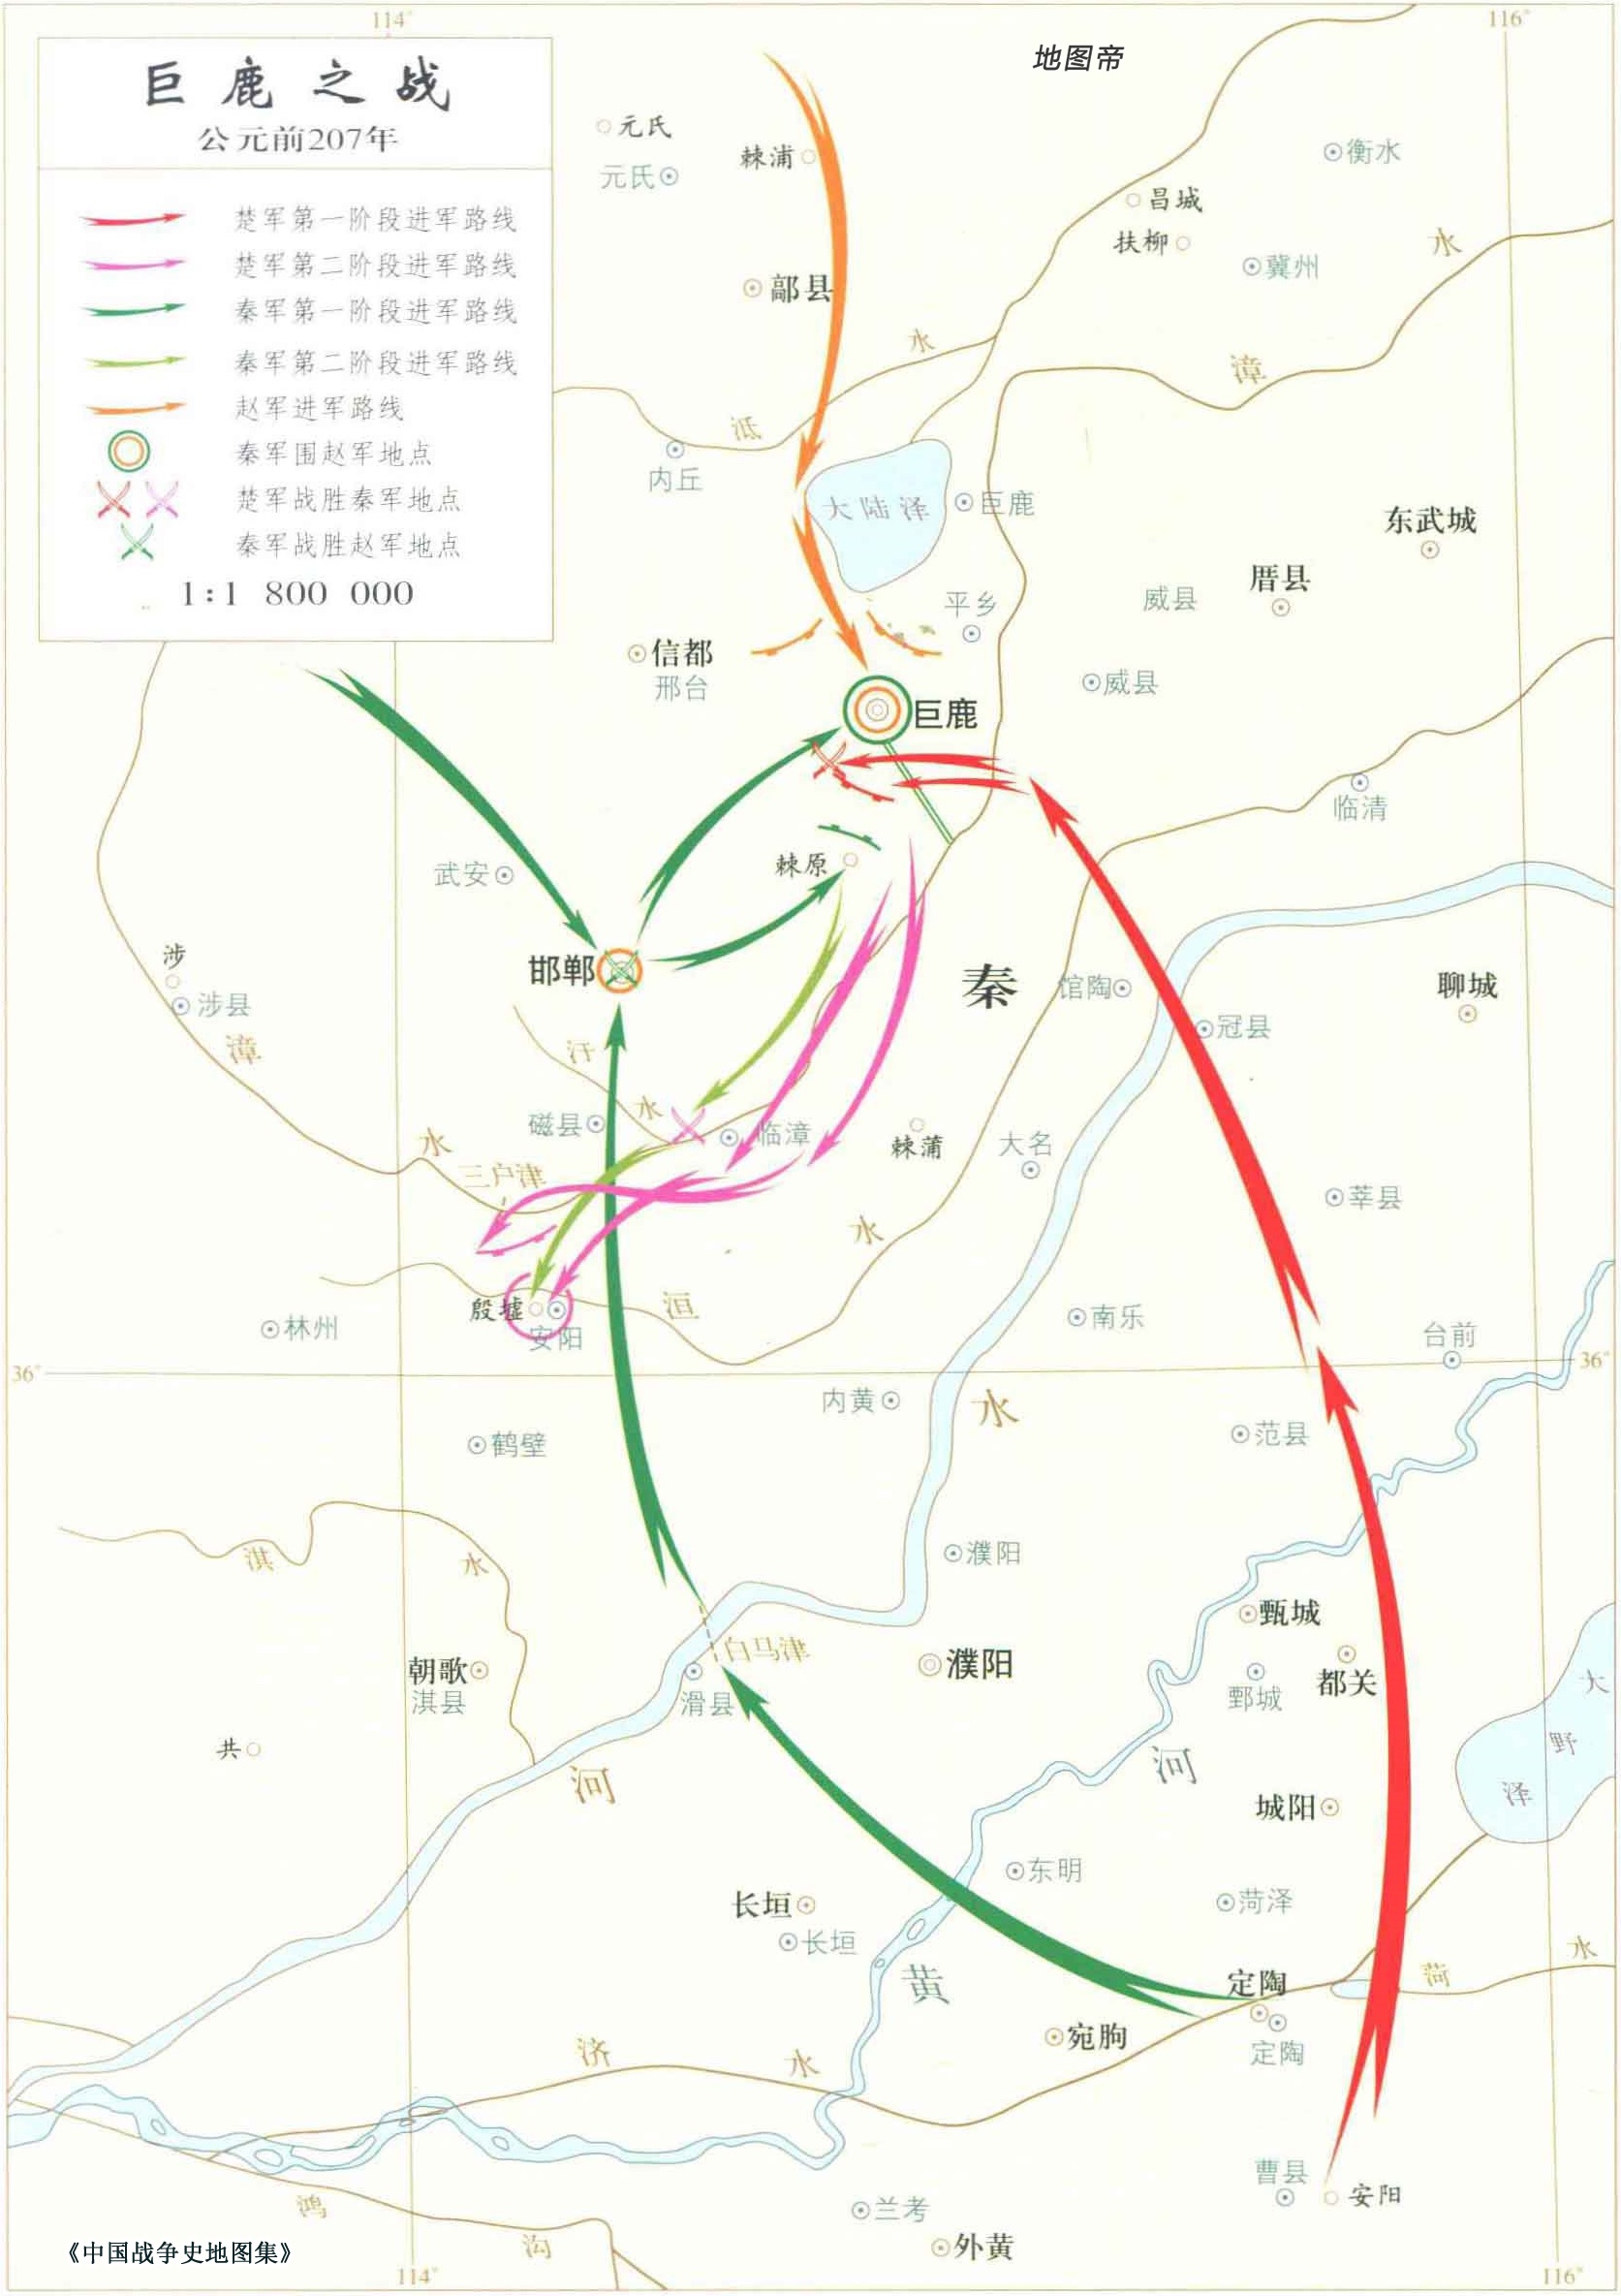 114°
116°
地图帝
巨鹿之战
公元前207年
楚军第一阶段进军路线
楚军第二阶段进军路线
秦军第一阶段进军路线
秦军第二阶段进军路线
赵军进军路线
秦军围赵军地点
楚军战胜秦军地点
秦军战胜赵军地点
1:1 800 000
元氏
元氏
棘浦
衡水
昌城
扶柳
冀州
水
鄗县
水
漳
泜
内丘
大陆泽
巨鹿
东武城
厝县
威县
平乡
信都
邢台
威县
巨鹿
临清
棘原
武安
涉
涉县
漳
邯郸
秦
馆陶
聊城
冠县
汙
水
磁县
临漳
棘蒲
大名
水
三户津
莘县
水
殷墟
安阳
洹
林州
南乐
台前
36°
36°
内黄
水
范县
鹤壁
淇
水
濮阳
甄城
白马津
濮阳
都关
鄄城
朝歌
淇县
滑县
大
野
泽
共
河
河
城阳
东明
长垣
长垣
菏泽
黄
定陶
菏
水
宛朐
定陶
济
水
曹县
安阳
兰考
外黄
鸿
沟
《中国战争史地图集》
114°
116°